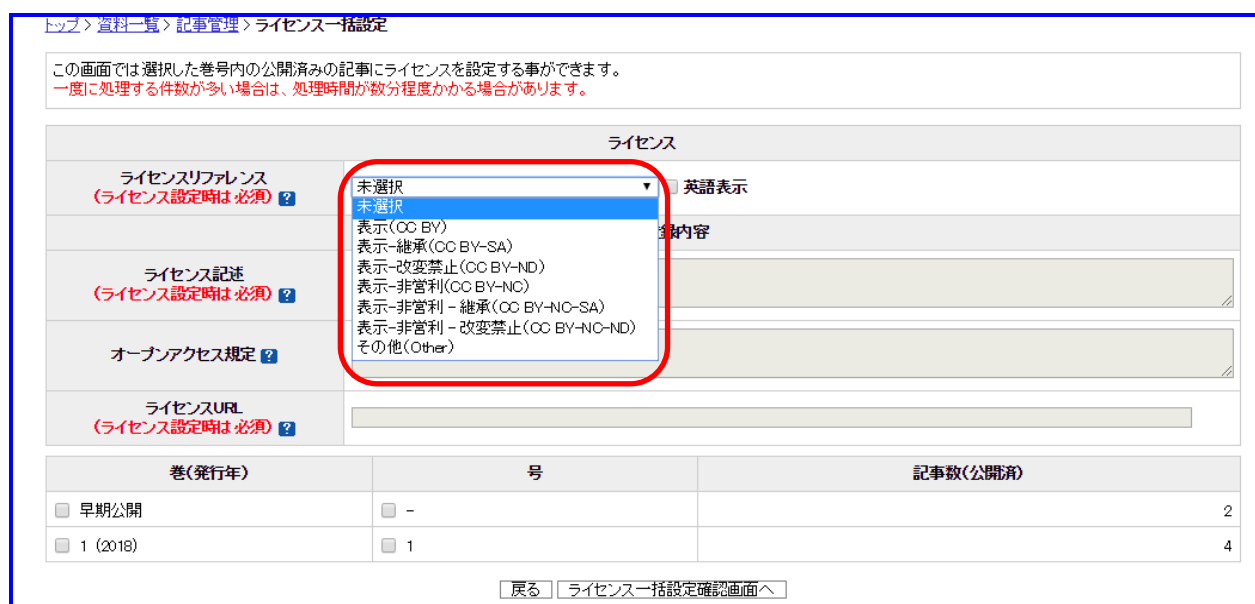 トップ > 資料一覧 > 記事管理 > ライセンス一括設定
この画面では選択した巻号内の公開済みの記事にライセンスを設定する事ができます。
一度に処理する件数が多い場合は、処理時間が数分程度かかる場合があります。
ライセンス
ライセンスリファレンス
(ライセンス設定時は必須) ?
未選択 ▼ 英語表示
未選択
表示(CC BY)
表示-継承(CC BY-SA)
表示-改変禁止(CC BY-ND)
表示-非営利(CC BY-NC)
表示-非営利 - 継承(CC BY-NC-SA)
表示-非営利 - 改変禁止(CC BY-NC-ND)
その他(Other)
録内容
ライセンス記述
(ライセンス設定時は必須) ?
オープンアクセス規定 ?
ライセンスURL
(ライセンス設定時は必須) ?
巻(発行年) 号 記事数(公開済)
早期公開 - 2
1 (2018) 1 4
戻る ライセンス一括設定確認画面へ